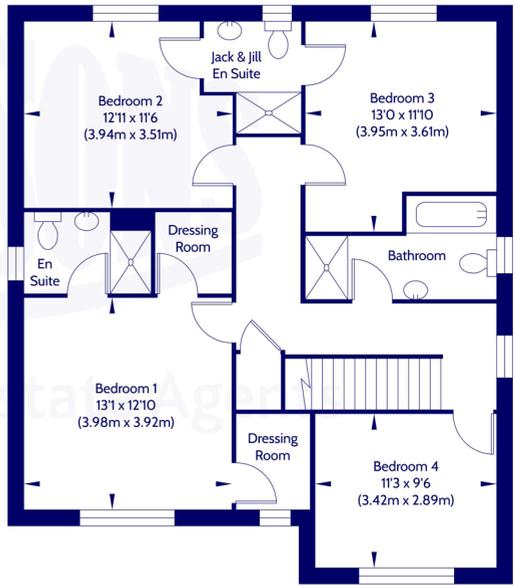 Jack & Jill
En Suite
Bedroom 2
12'11 x 11'6
(3.94m x 3.51m)
Bedroom 3
13'0 x 11'10
(3.95m x 3.61m)
En
Suite
Dressing
Room
Bathroom
Bedroom 1
13'1 x 12'10
(3.98m x 3.92m)
Dressing
Room
Bedroom 4
11'3 x 9'6
(3.42m x 2.89m)